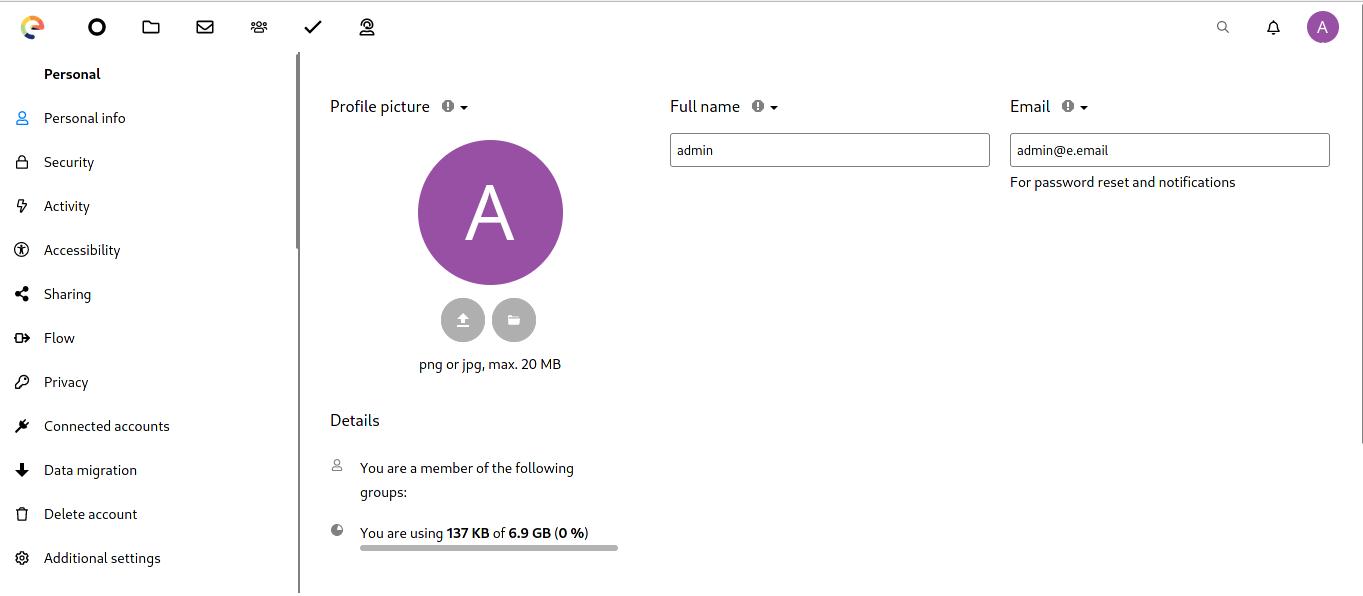 A
Personal
Personal info
Security
Activity
Accessibility
Sharing
Flow
Privacy
Connected accounts
Data migration
Delete account
Additional settings
Profile picture
A
png or jpg, max. 20 MB
Full name
admin
Email
admin@e.email
For password reset and notifications
Details
You are a member of the following
groups:
You are using 137 KB of 6.9 GB (0 %)